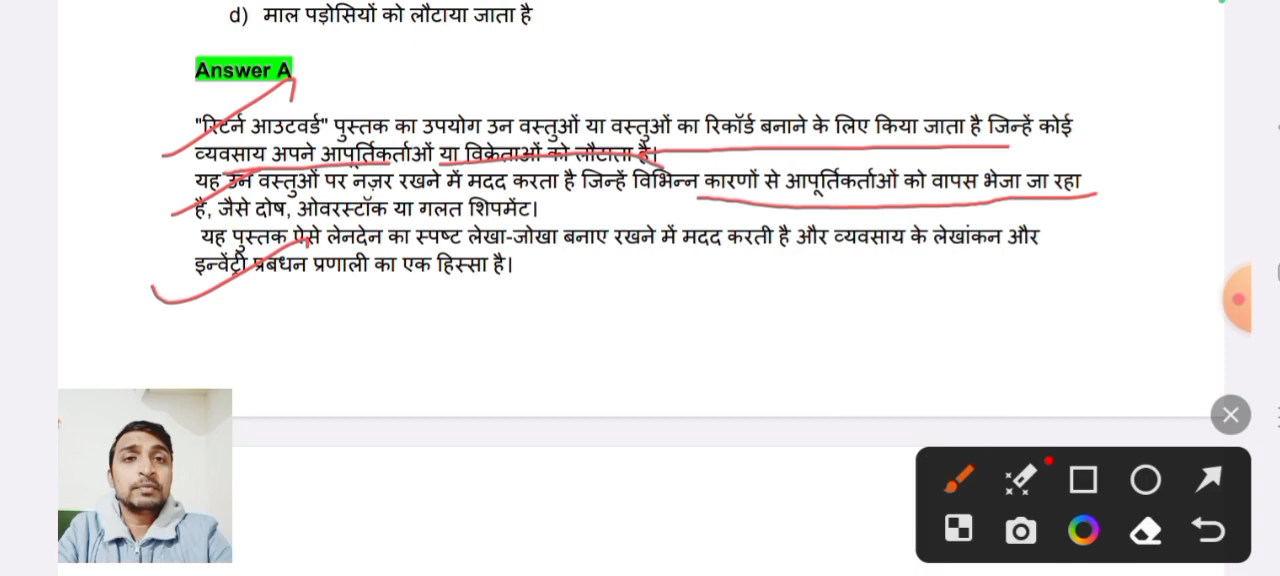 d) माल पड़ोसियों को लौटाया जाता है
Answer A
"रिटर्न आउटवर्ड" पुस्तक का उपयोग उन वस्तुओं या वस्तुओं का रिकॉर्ड बनाने के लिए किया जाता है जिन्हें कोई
व्यवसाय अपने आपूर्तिकर्ताओं या विक्रेताओं को लौटाता है।
यह उन वस्तुओं पर नज़र रखने में मदद करता है जिन्हें विभिन्न कारणों से आपूर्तिकर्ताओं को वापस भेजा जा रहा
है, जैसे दोष, ओवरस्टॉक या गलत शिपमेंट।
यह पुस्तक ऐसे लेनदेन का स्पष्ट लेखा-जोखा बनाए रखने में मदद करती है और व्यवसाय के लेखांकन और
इन्वेंट्री प्रबंधन प्रणाली का एक हिस्सा है।